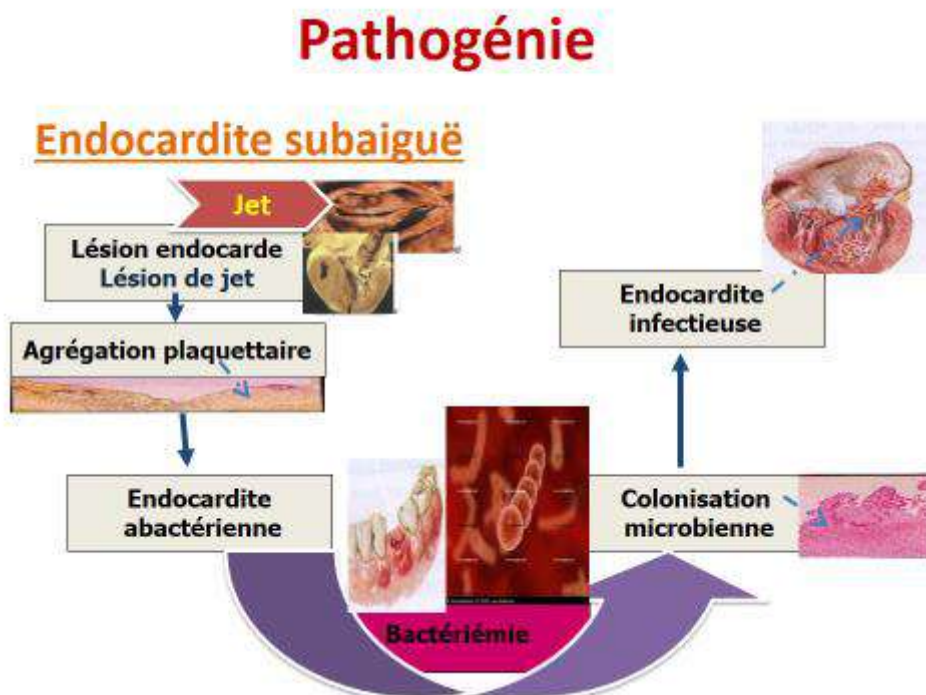 Pathogénie
Endocardite subaiguë
Jet
Lésion endocarde
Lésion de jet
Agrégation plaquettaire
Endocardite
abactérienne
Bactériémie
Colonisation
microbienne
Endocardite
infectieuse